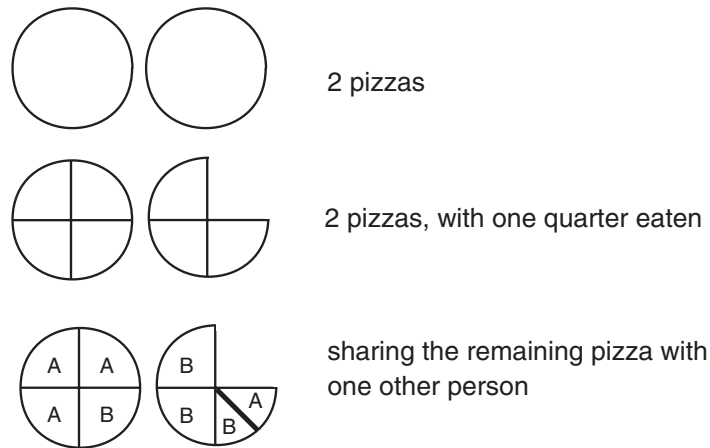 2 pizzas
2 pizzas, with one quarter eaten
A A B
A B B B A
sharing the remaining pizza with
one other person